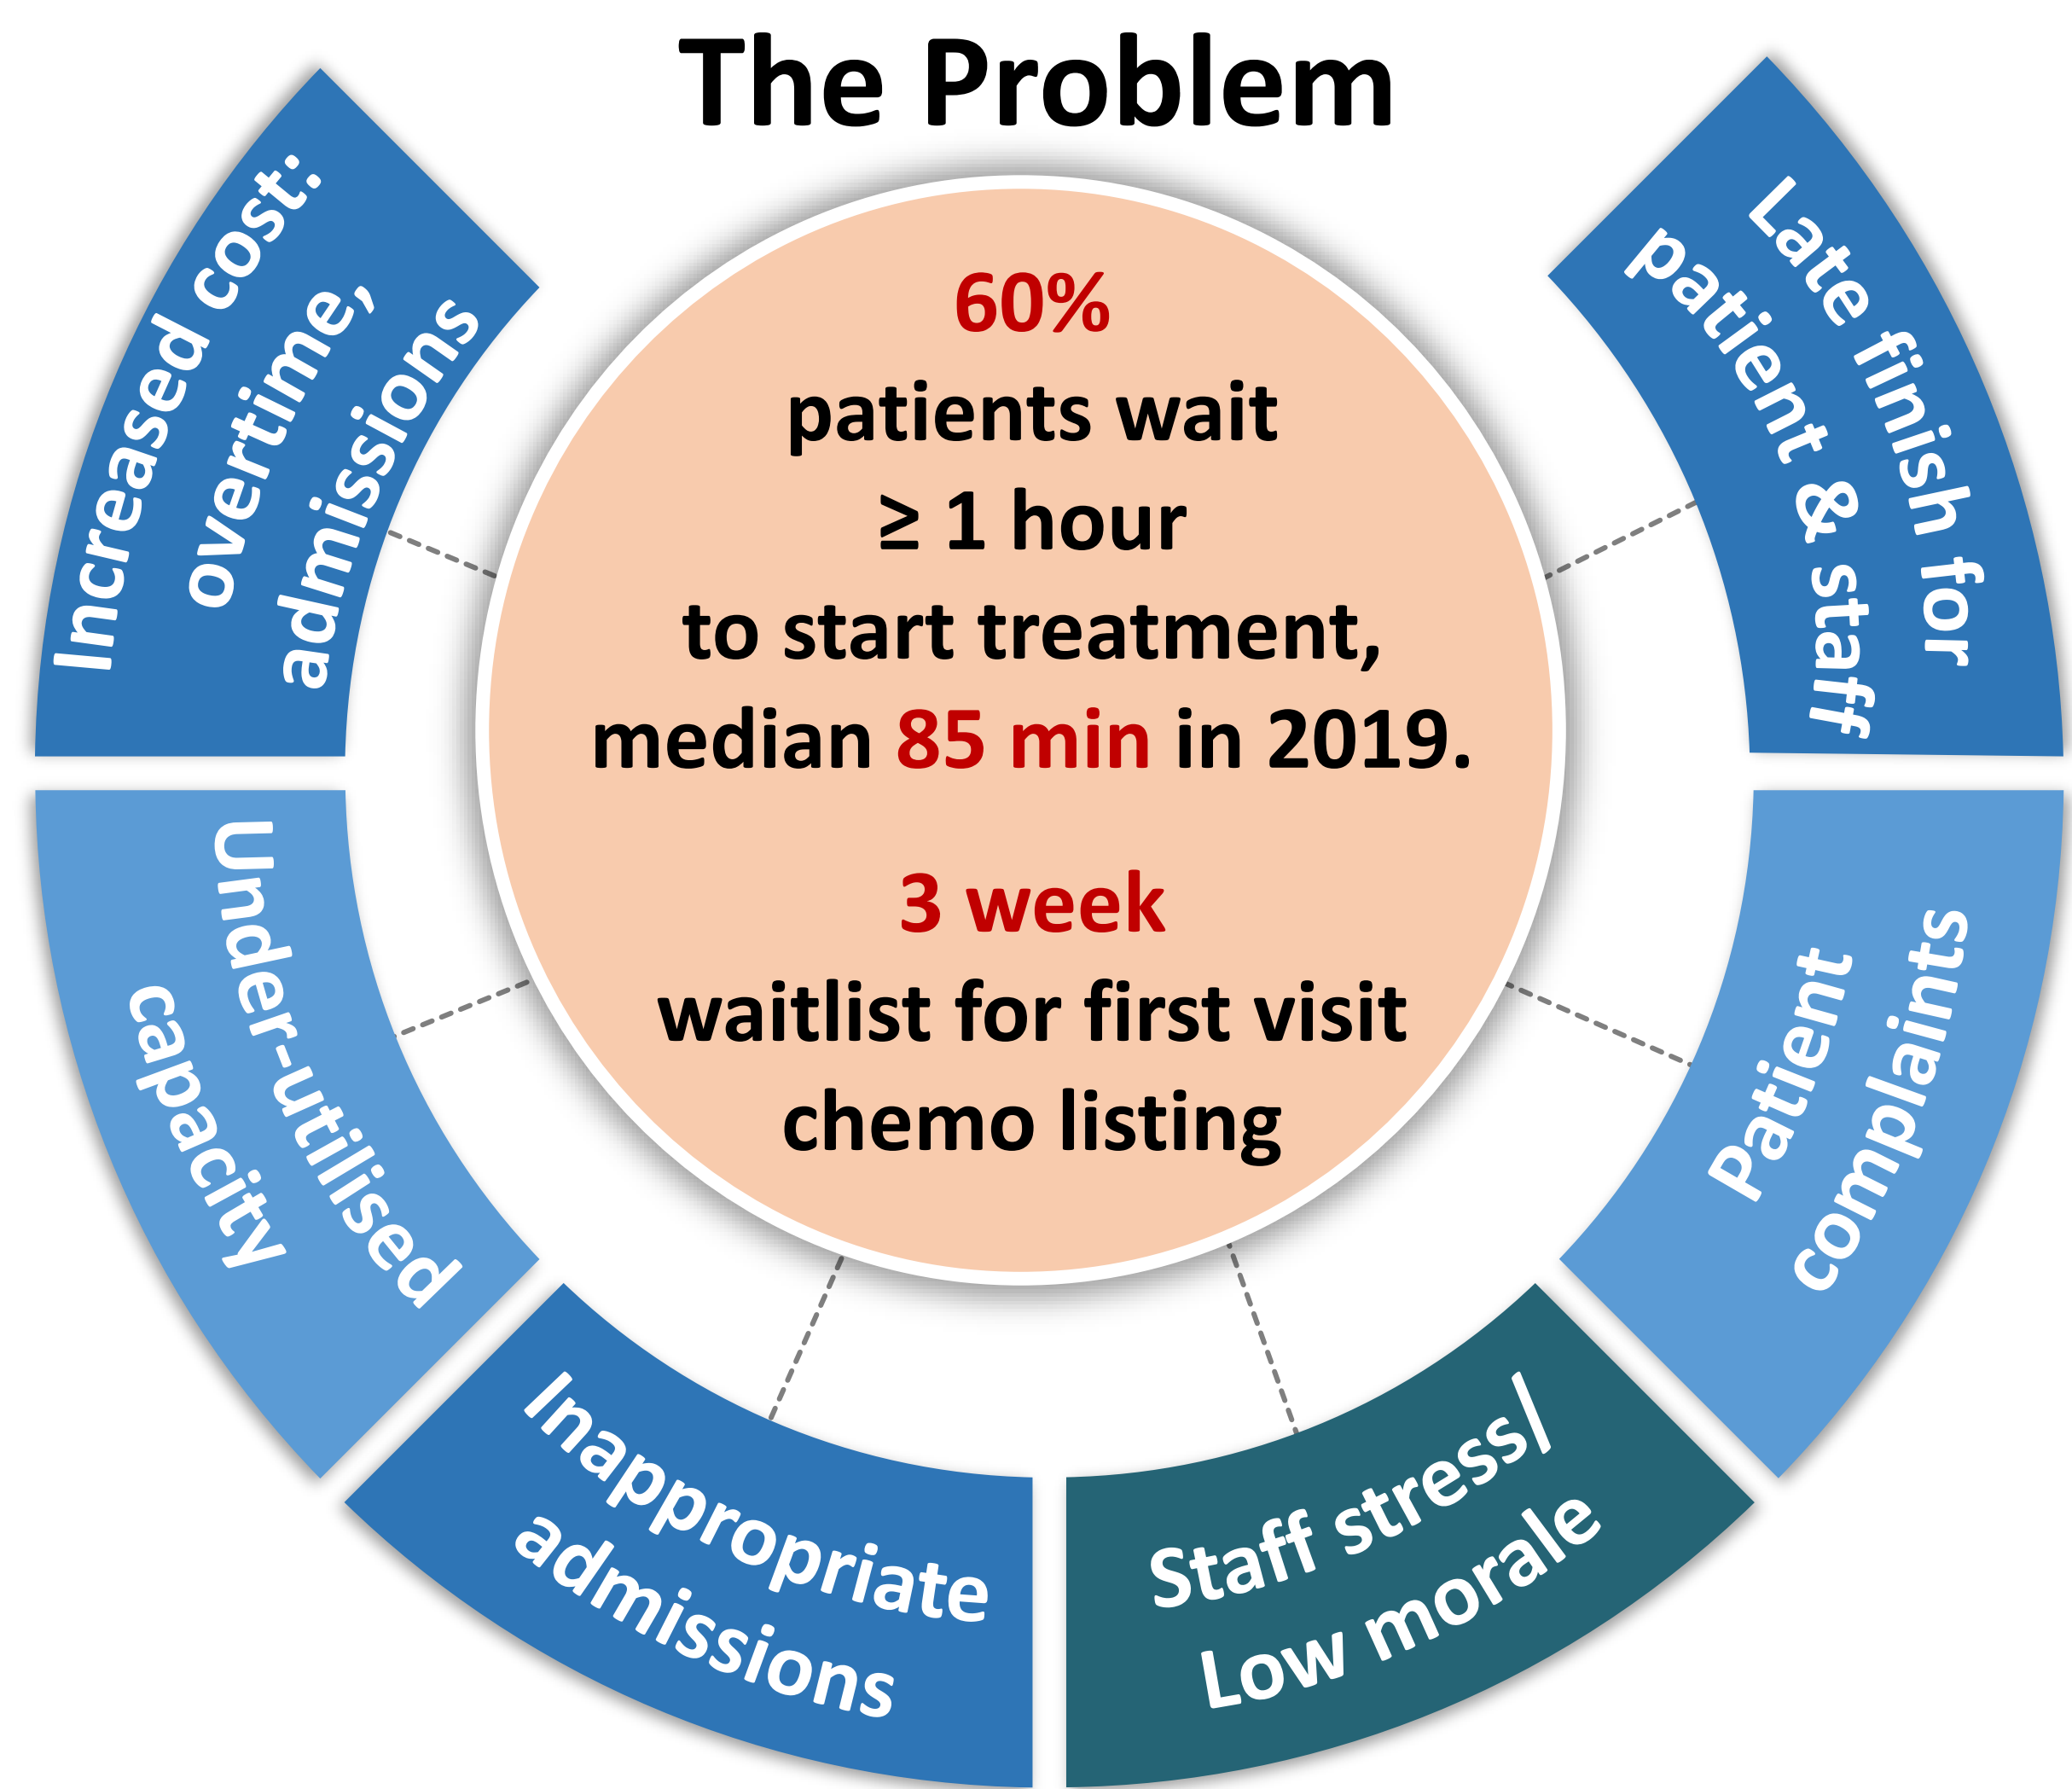 The Problem
60%
patients wait
≥ 1 hour
to start treatment,
median 85 min in 2019.
3 week
waitlist for first visit
chemo listing
Late finish for
patient & staff
Patient
complaints
Staff stress/
Low morale
Inappropriate
admissions
Under-utilised
capacity
Increased cost:
overtime,
admissions